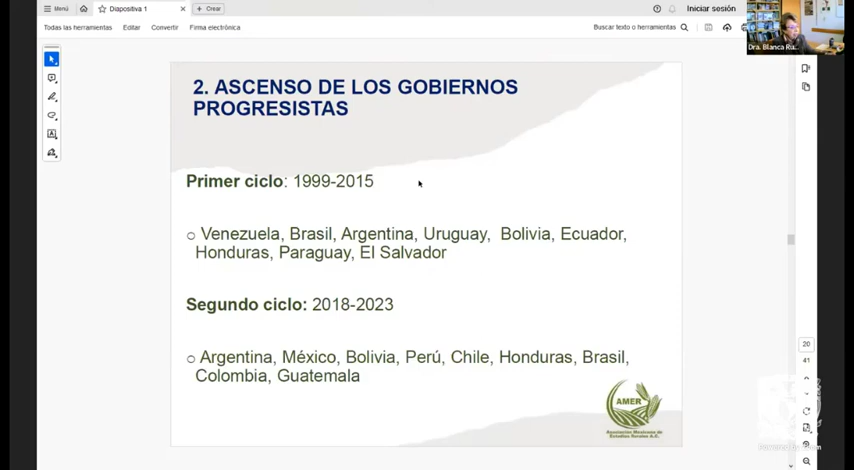 Menú
Diapositiva 1
Crear
Iniciar sesión
Todas las herramientas
Editar
Convertir
Firma electrónica
Buscar texto o herramientas
Dra. Blanca Ru...
2. ASCENSO DE LOS GOBIERNOS
PROGRESISTAS
Primer ciclo: 1999-2015
Venezuela, Brasil, Argentina, Uruguay, Bolivia, Ecuador,
Honduras, Paraguay, El Salvador
Segundo ciclo: 2018-2023
Argentina, México, Bolivia, Perú, Chile, Honduras, Brasil,
Colombia, Guatemala
AMER
Asociación Mexicana de
Estudios Rurales A.C.
20
41